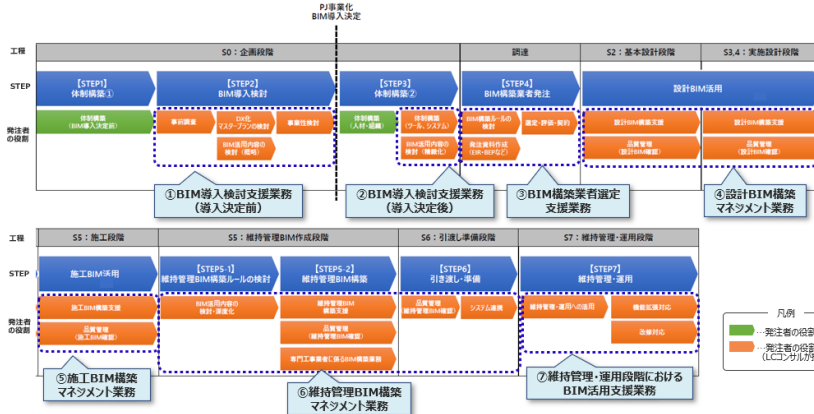 PJ事業化
BIM導入決定
工程
S0：企画段階
調達
S2：基本設計段階
S3,4：実施設計段階
STEP
【STEP1】
体制構築①
【STEP2】
BIM導入検討
【STEP3】
体制構築②
【STEP4】
BIM構築業者発注
設計BIM活用
発注者
の役割
体制構築
（BIM導入決定前）
事前調査
DX化
マスタープランの検討
事業性検討
BIM活用内容の
検討（概略）
体制構築
（人材・組織）
体制構築
（ツール、システム）
BIM活用内容の
検討（精緻化）
BIM構築ルールの
検討
選定・評価・契約
発注資料作成
（EIR・BEPなど）
設計BIM構築支援
品質管理
（設計BIM確認）
設計BIM構築支援
品質管理
（設計BIM確認）
①BIM導入検討支援業務
（導入決定前）
②BIM導入検討支援業務
（導入決定後）
③BIM構築業者選定
支援業務
④設計BIM構築
マネジメント業務
工程
S5：施工段階
S5：維持管理BIM作成段階
S6：引渡し準備段階
S7：維持管理・運用段階
STEP
施工BIM活用
【STEP5-1】
維持管理BIM構築ルールの検討
【STEP5-2】
維持管理BIM構築
【STEP6】
引き渡し・準備
【STEP7】
維持管理・運用
発注者
の役割
施工BIM構築支援
品質管理
（施工BIM確認）
BIM活用内容の
検討・深度化
維持管理BIM
構築支援
品質管理
（維持管理BIM確認）
専門工事業者に係るBIM構築業務
品質管理
（維持管理BIM確認）
システム連携
維持管理・運用への活用
機能拡張対応
改修対応
⑤施工BIM構築
マネジメント業務
⑥維持管理BIM構築
マネジメント業務
⑦維持管理・運用段階における
BIM活用支援業務
凡例
…発注者の役割
…発注者の役割
（LCコンサルが